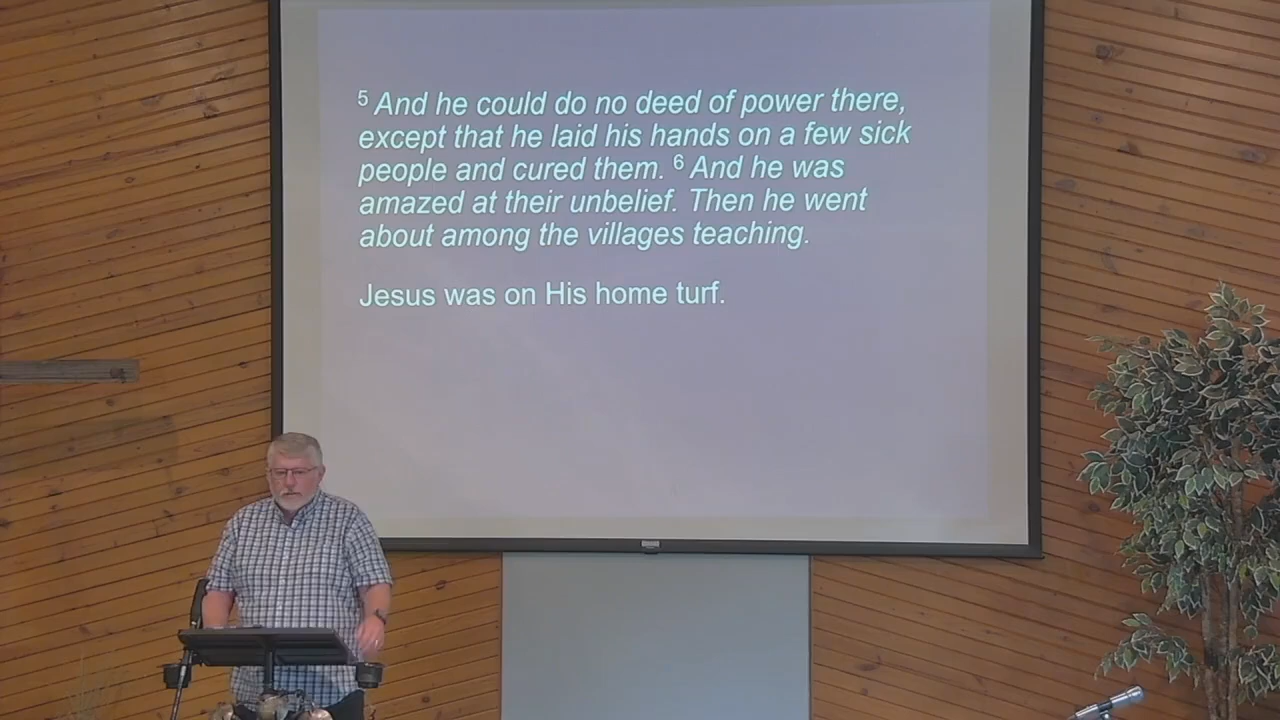 5 And he could do no deed of power there,
except that he laid his hands on a few sick
people and cured them. 6 And he was
amazed at their unbelief. Then he went
about among the villages teaching.
Jesus was on His home turf.